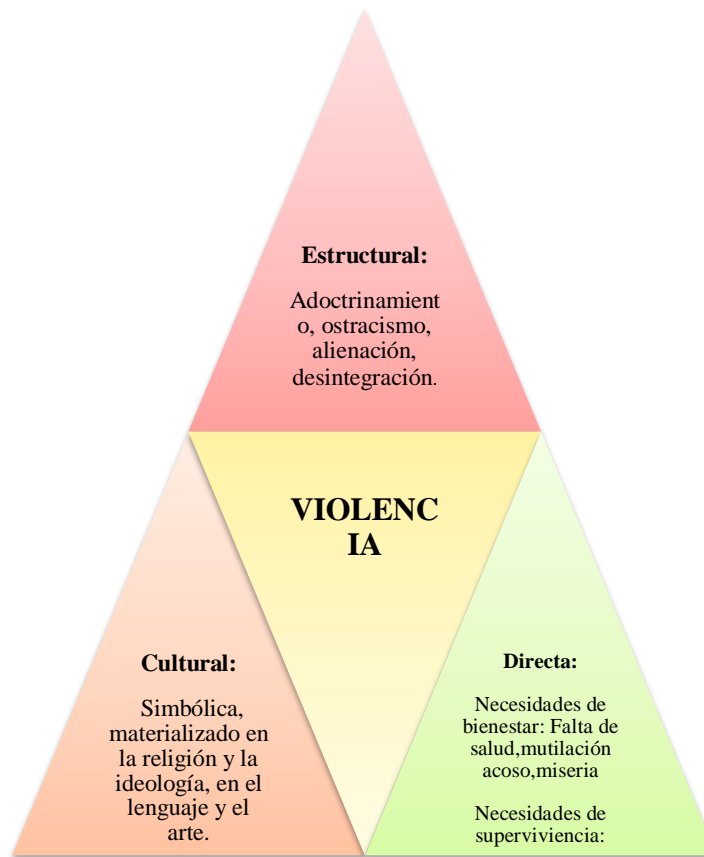 Estructural:
Adoctrinamient
o, ostracismo,
alienación,
desintegración.
VIOLENC
IA
Cultural:
Simbólica,
materializado en
la religión y la
ideología, en el
lenguaje y el
arte.
Directa:
Necesidades de
bienestar: Falta de
salud,mutilación
acoso,miseria
Necesidades de
superviviencia: